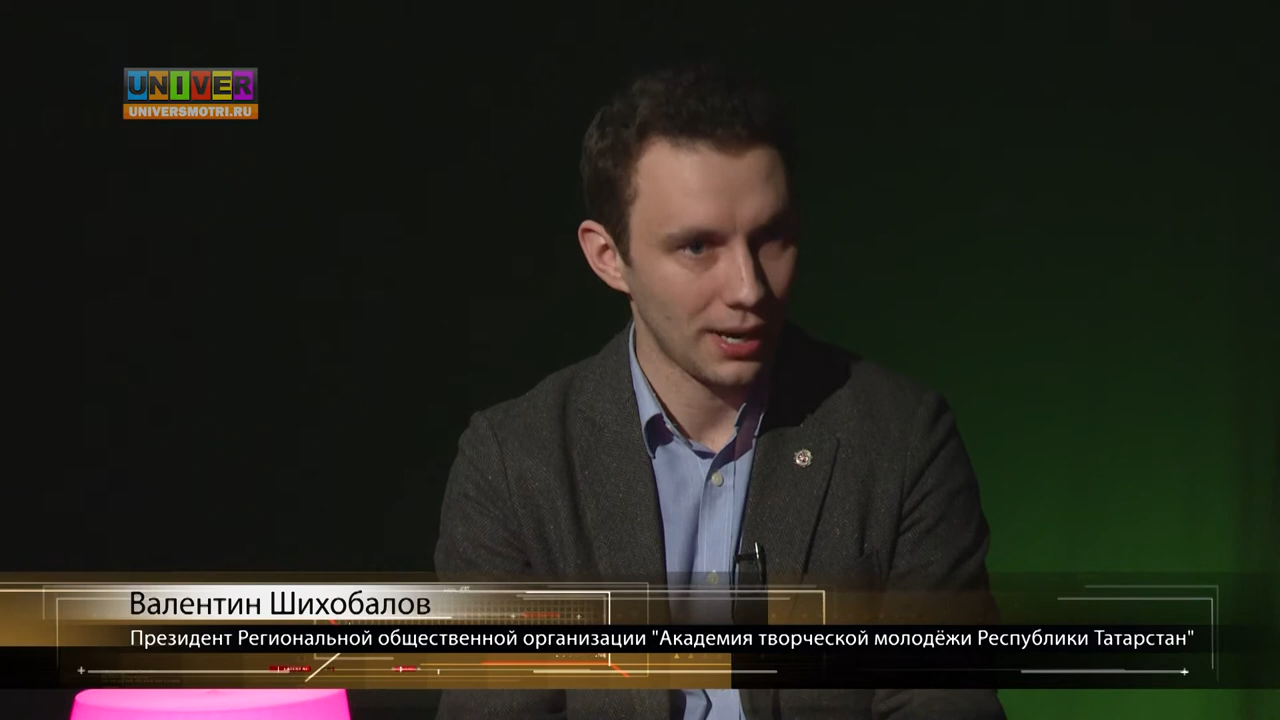 UNIVER
UNIVERSMOTRI.RU
Валентин Шихобалов
Президент Региональной общественной организации "Академия творческой молодёжи Республики Татарстан"